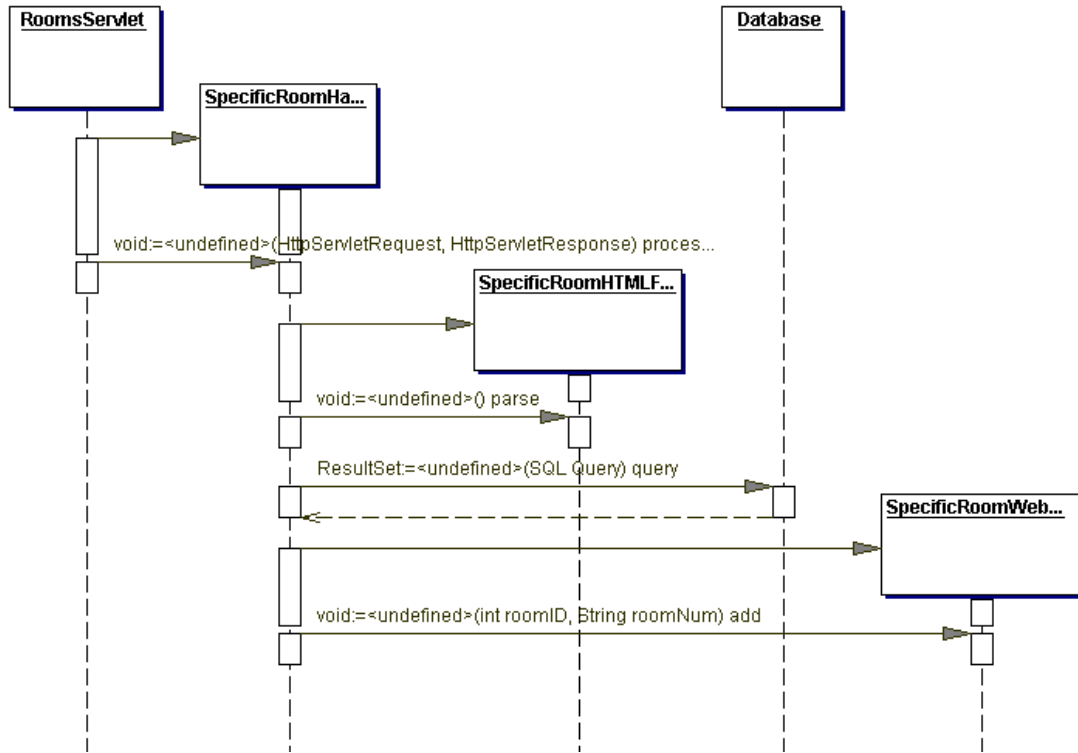 RoomsServlet
Database
SpecificRoomHa...
void:=<undefined>(HttpServletRequest, HttpServletResponse) proces...
SpecificRoomHTMLF...
void:=<undefined>() parse
ResultSet:=<undefined>(SQL Query) query
SpecificRoomWeb...
void:=<undefined>(int roomID, String roomNum) add